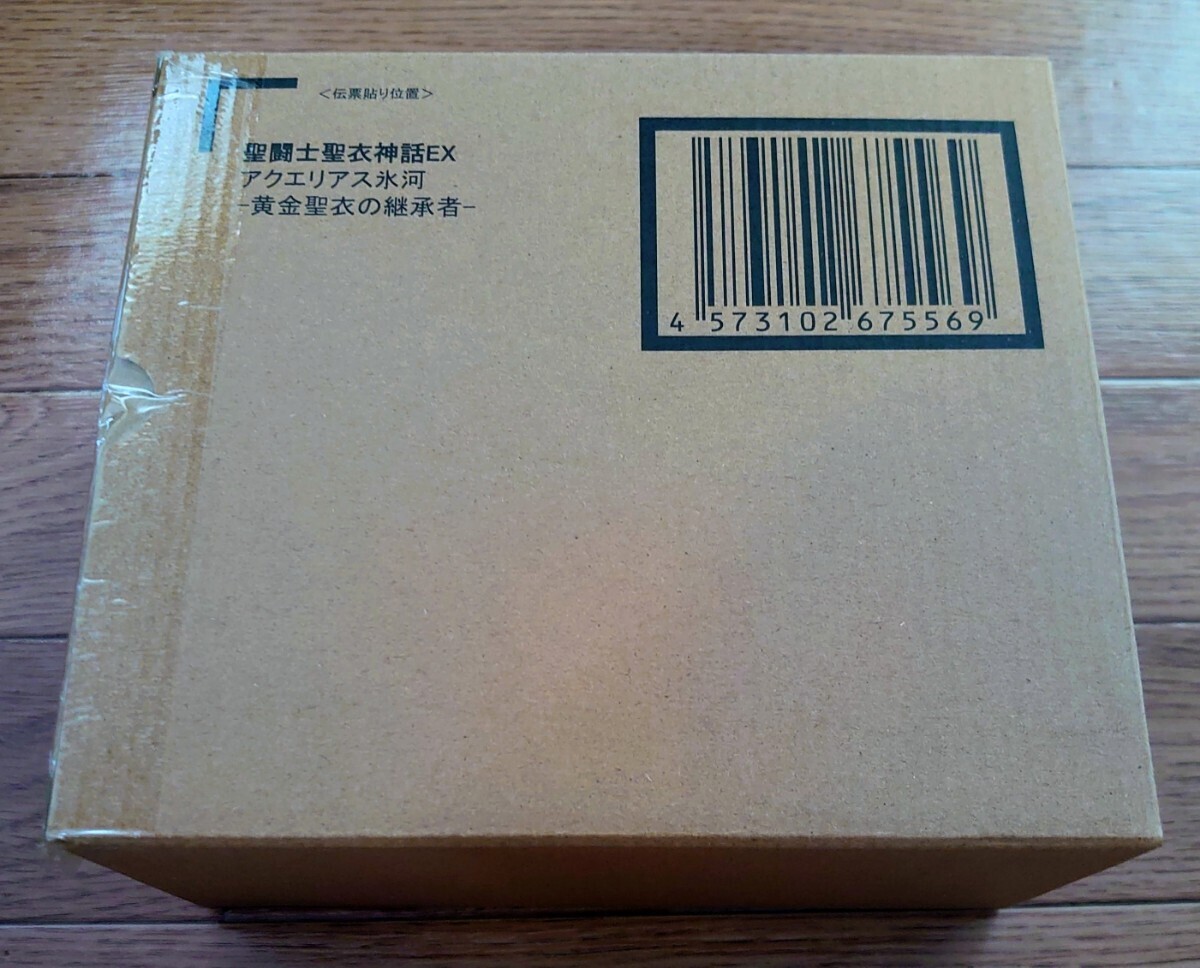 <伝票貼り位置>
聖闘士聖衣神話EX
アクエリアス氷河
-黄金聖衣の継承者-
4 573102 675569